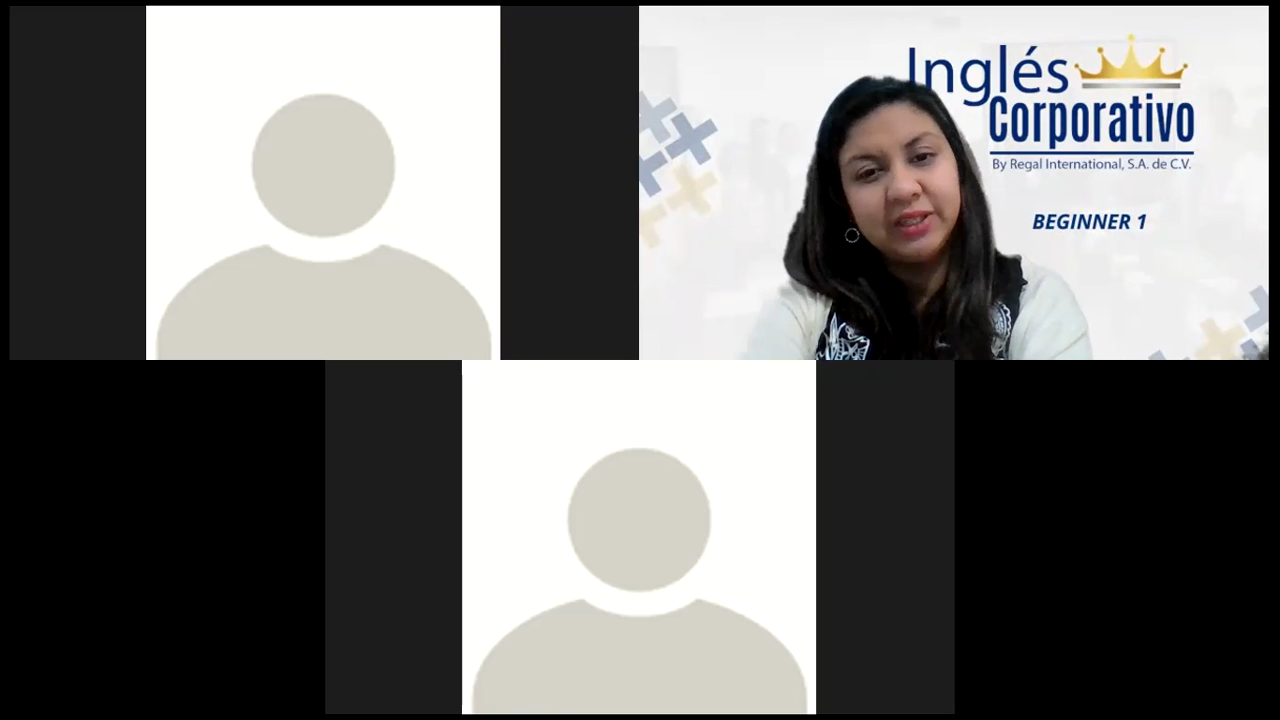 Inglés
Corporativo
By Regal International, S.A. de C.V.
BEGINNER 1